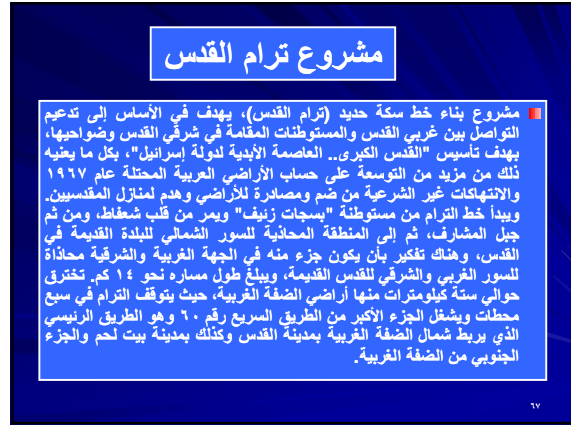 مشروع ترام القدس
مشروع بناء خط سكة حديد (ترام القدس)، يهدف في الأساس إلى تدعيم
التواصل بين غربي القدس والمستوطنات المقامة في شرقي القدس وضواحيها،
بهدف تأسيس "القدس الكبرى.. العاصمة الأبدية لدولة إسرائيل"، بكل ما يعنيه
ذلك من مزيد من التوسعة على حساب الأراضي العربية المحتلة عام ١٩٦٧
والانتهاكات غير الشرعية من ضم ومصادرة للأراضي وهدم لمنازل المقدسيين.
ويبدأ خط الترام من مستوطنة "بسجات زئيف" ويمر من قلب شعفاط، ومن ثم
جبل المشارف، ثم إلى المنطقة المحاذية للسور الشمالي للبلدة القديمة في
القدس، وهناك تفكير بأن يكون جزء منه في الجهة الغربية والشرقية محاذاة
للسور الغربي والشرقي للقدس القديمة، ويبلغ طول مساره نحو ١٤ كم. تخترق
حوالي ستة كيلومترات منها أراضي الضفة الغربية، حيث يتوقف الترام في سبع
محطات ويشغل الجزء الأكبر من الطريق السريع رقم ٦٠ وهو الطريق الرئيسي
الذي يربط شمال الضفة الغربية بمدينة القدس وكذلك بمدينة بيت لحم والجزء
الجنوبي من الضفة الغربية.
٦٧